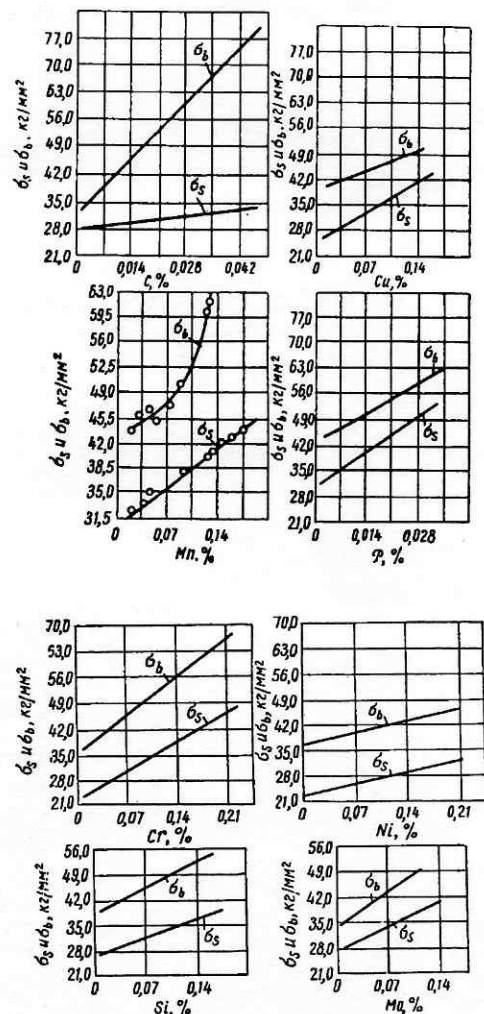 σs и σb, кг/мм²
77,0
70,0
63,0
56,0
49,0
42,0
35,0
28,0
21,0
σb
σs
0 0,014 0,028 0,042
C, %
σs и σb, кг/мм²
77,0
70,0
63,0
56,0
49,0
42,0
35,0
28,0
21,0
σb
σs
0 0,07 0,14
Cu, %
σs и σb, кг/мм²
63,0
59,5
56,0
52,5
49,0
45,5
42,0
38,5
35,0
31,5
σb
σs
0 0,07 0,14
Mn. %
σs и σb, кг/мм²
77,0
70,0
63,0
56,0
49,0
42,0
35,0
28,0
21,0
σb
σs
0 0,014 0,028
P, %
σs и σb, кг/мм²
70,0
63,0
56,0
49,0
42,0
35,0
28,0
21,0
σb
σs
0 0,07 0,14 0,21
Cr, %
σs и σb, кг/мм²
70,0
63,0
56,0
49,0
42,0
35,0
28,0
21,0
σb
σs
0 0,07 0,14 0,21
Ni, %
σs и σb, кг/мм²
56,0
49,0
42,0
35,0
28,0
21,0
σb
σs
0 0,07 0,14
Si, %
σs и σb, кг/мм²
56,0
49,0
42,0
35,0
28,0
21,0
σb
σs
0 0,07 0,14
Mo, %